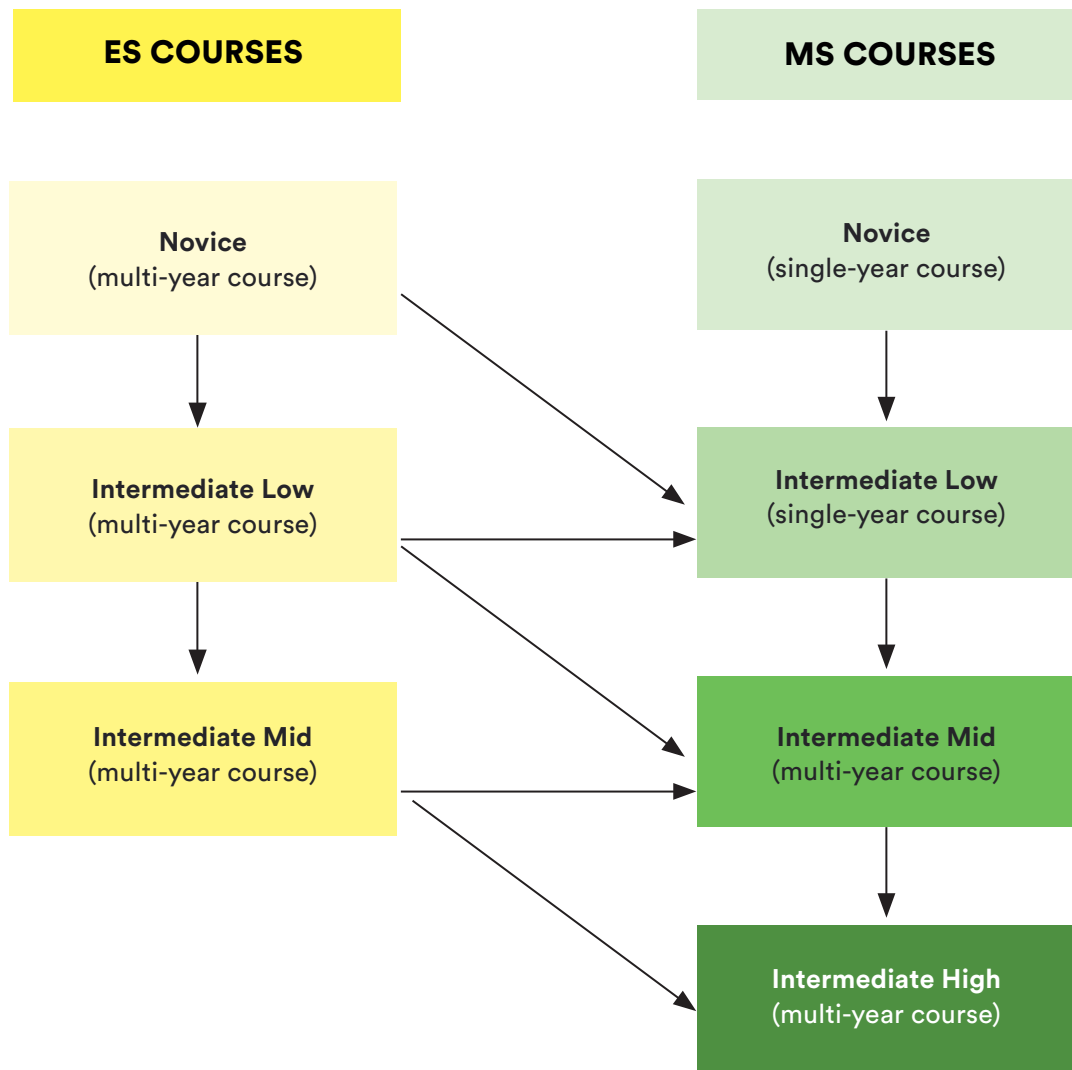 ES COURSES
MS COURSES
Novice
(multi-year course)
Novice
(single-year course)
Intermediate Low
(multi-year course)
Intermediate Low
(single-year course)
Intermediate Mid
(multi-year course)
Intermediate Mid
(multi-year course)
Intermediate High
(multi-year course)